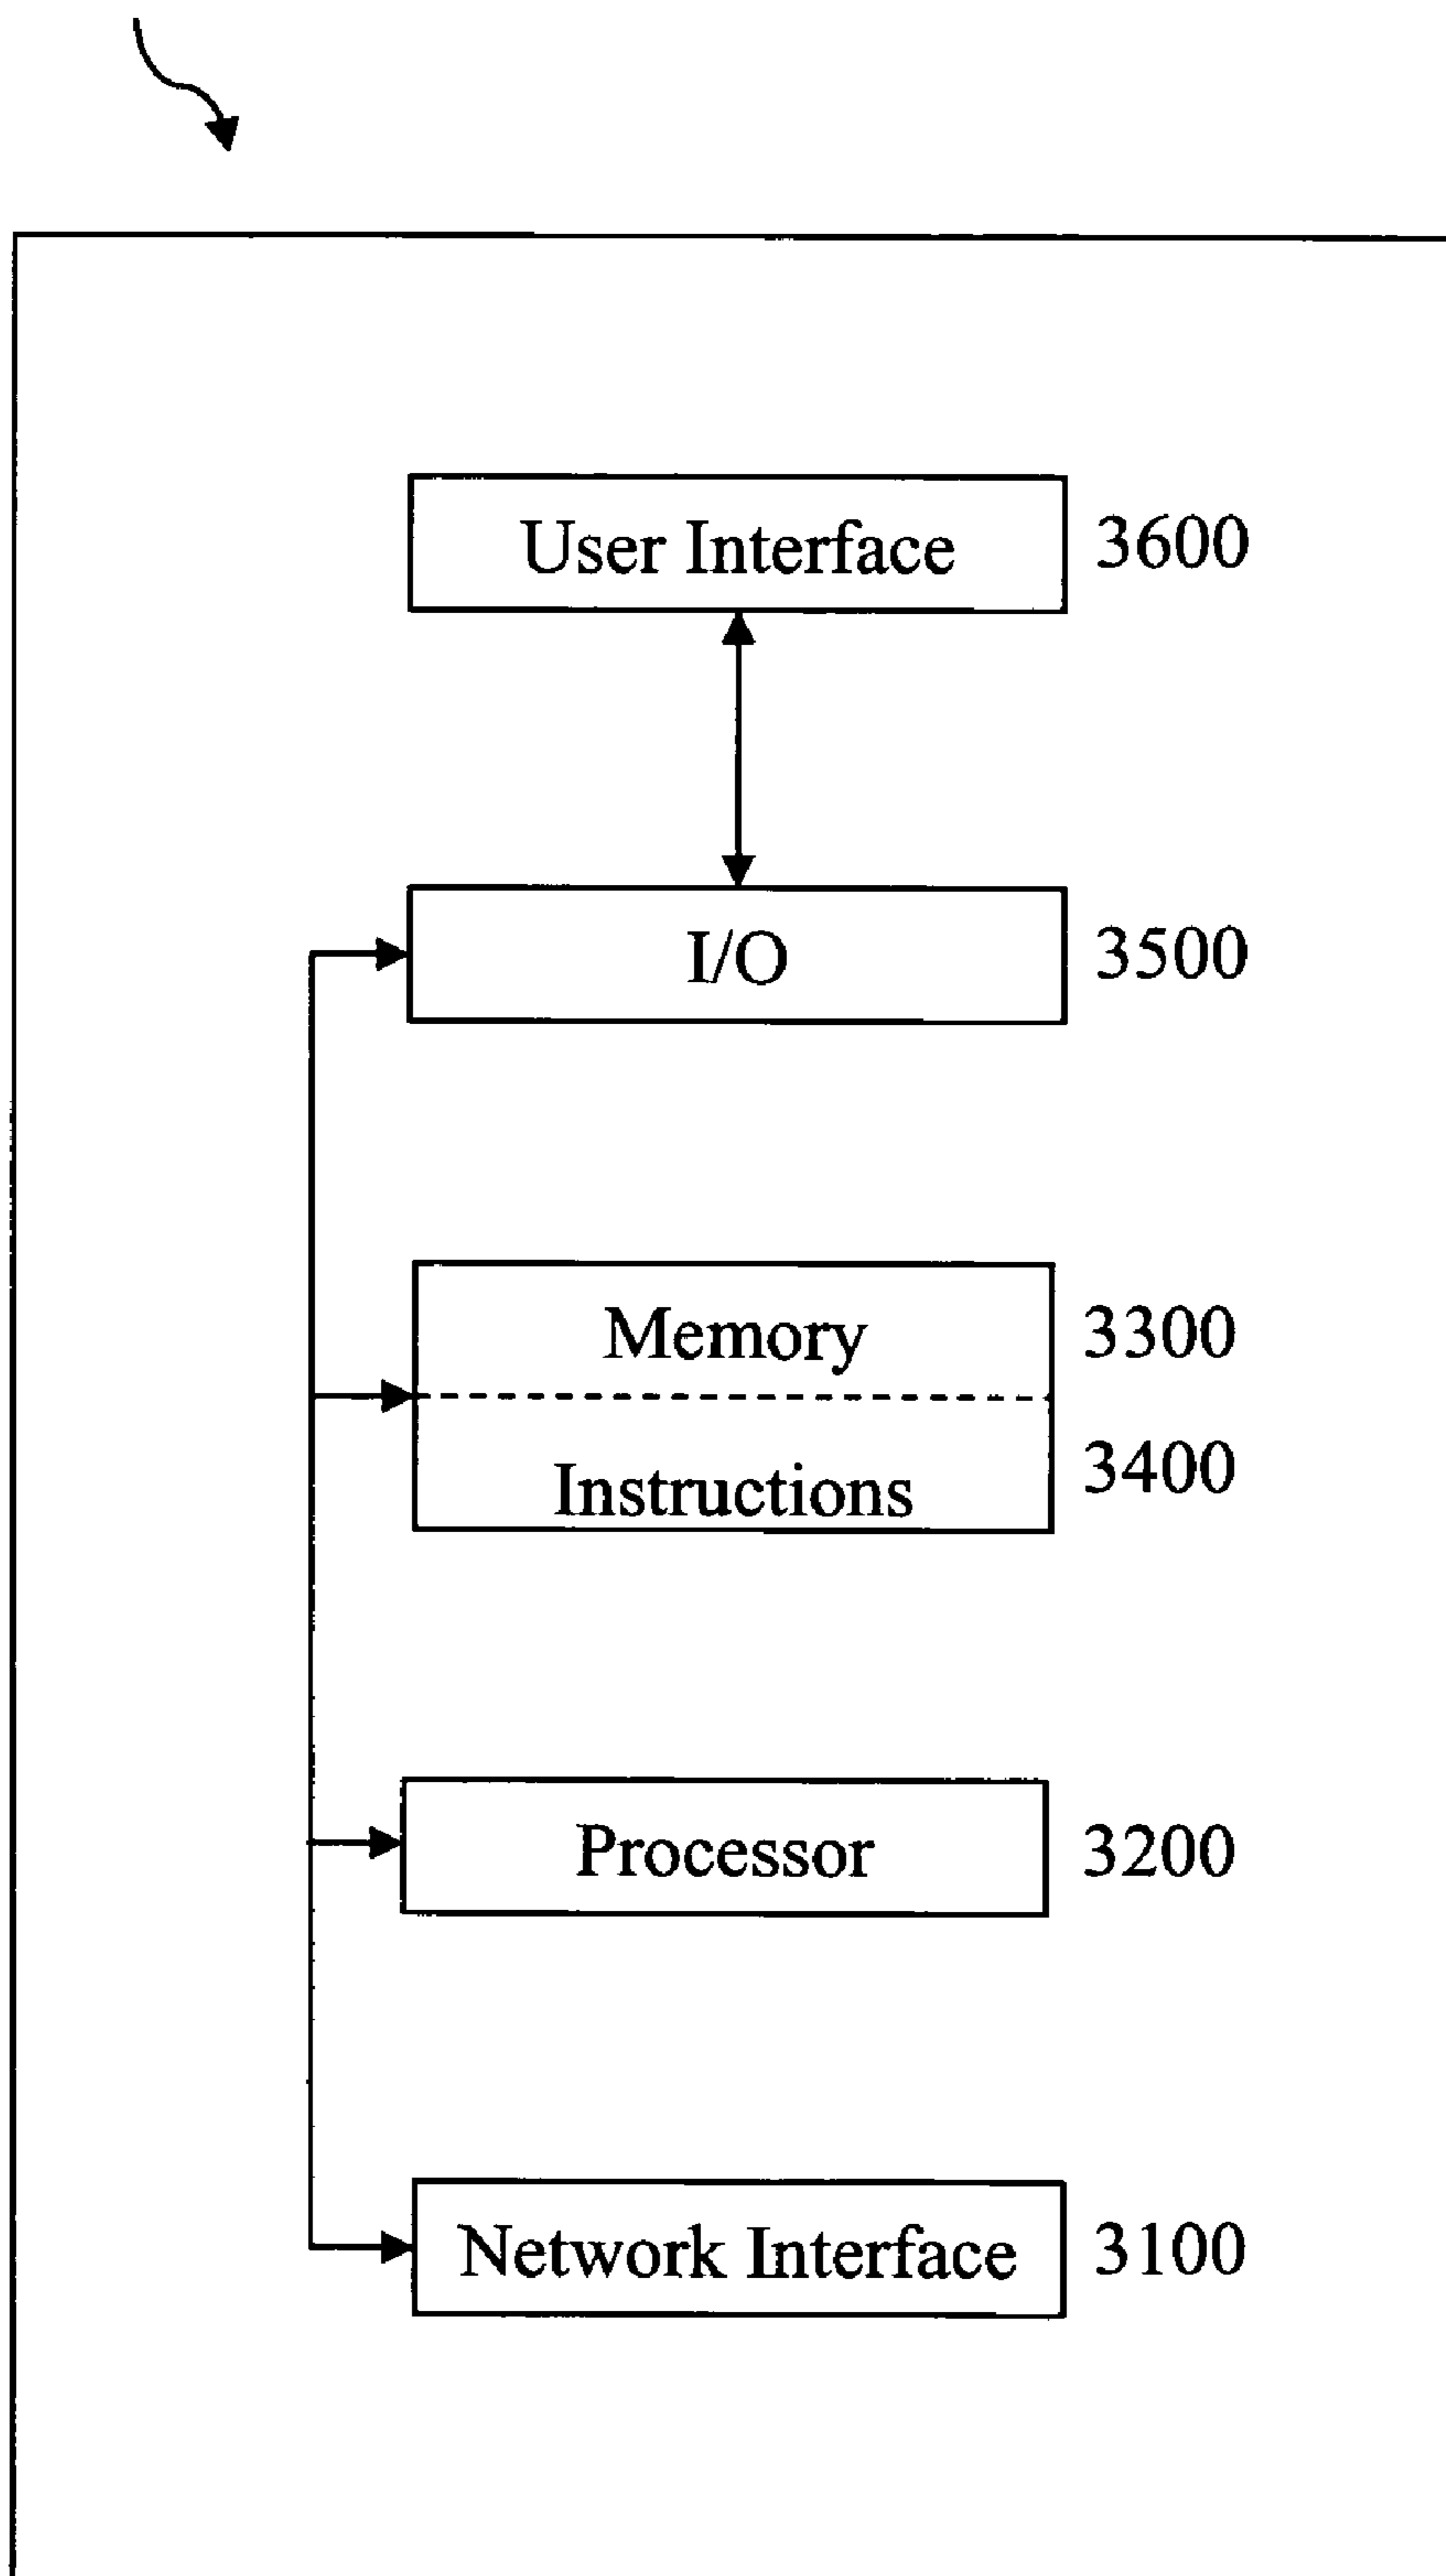 User Interface 3600
I/O 3500
Memory 3300
Instructions 3400
Processor 3200
Network Interface 3100